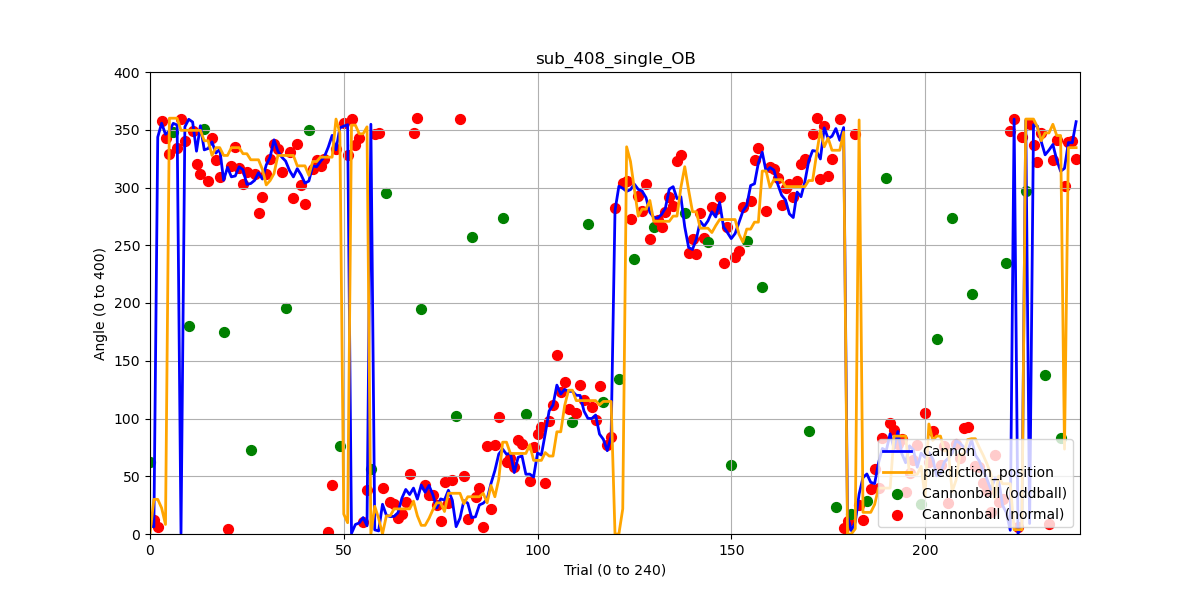 sub_408_single_OB
Angle (0 to 400)
400
350
300
250
200
150
100
50
0
0 50 100 150 200
Trial (0 to 240)
Cannon
prediction_position
Cannonball (oddball)
Cannonball (normal)